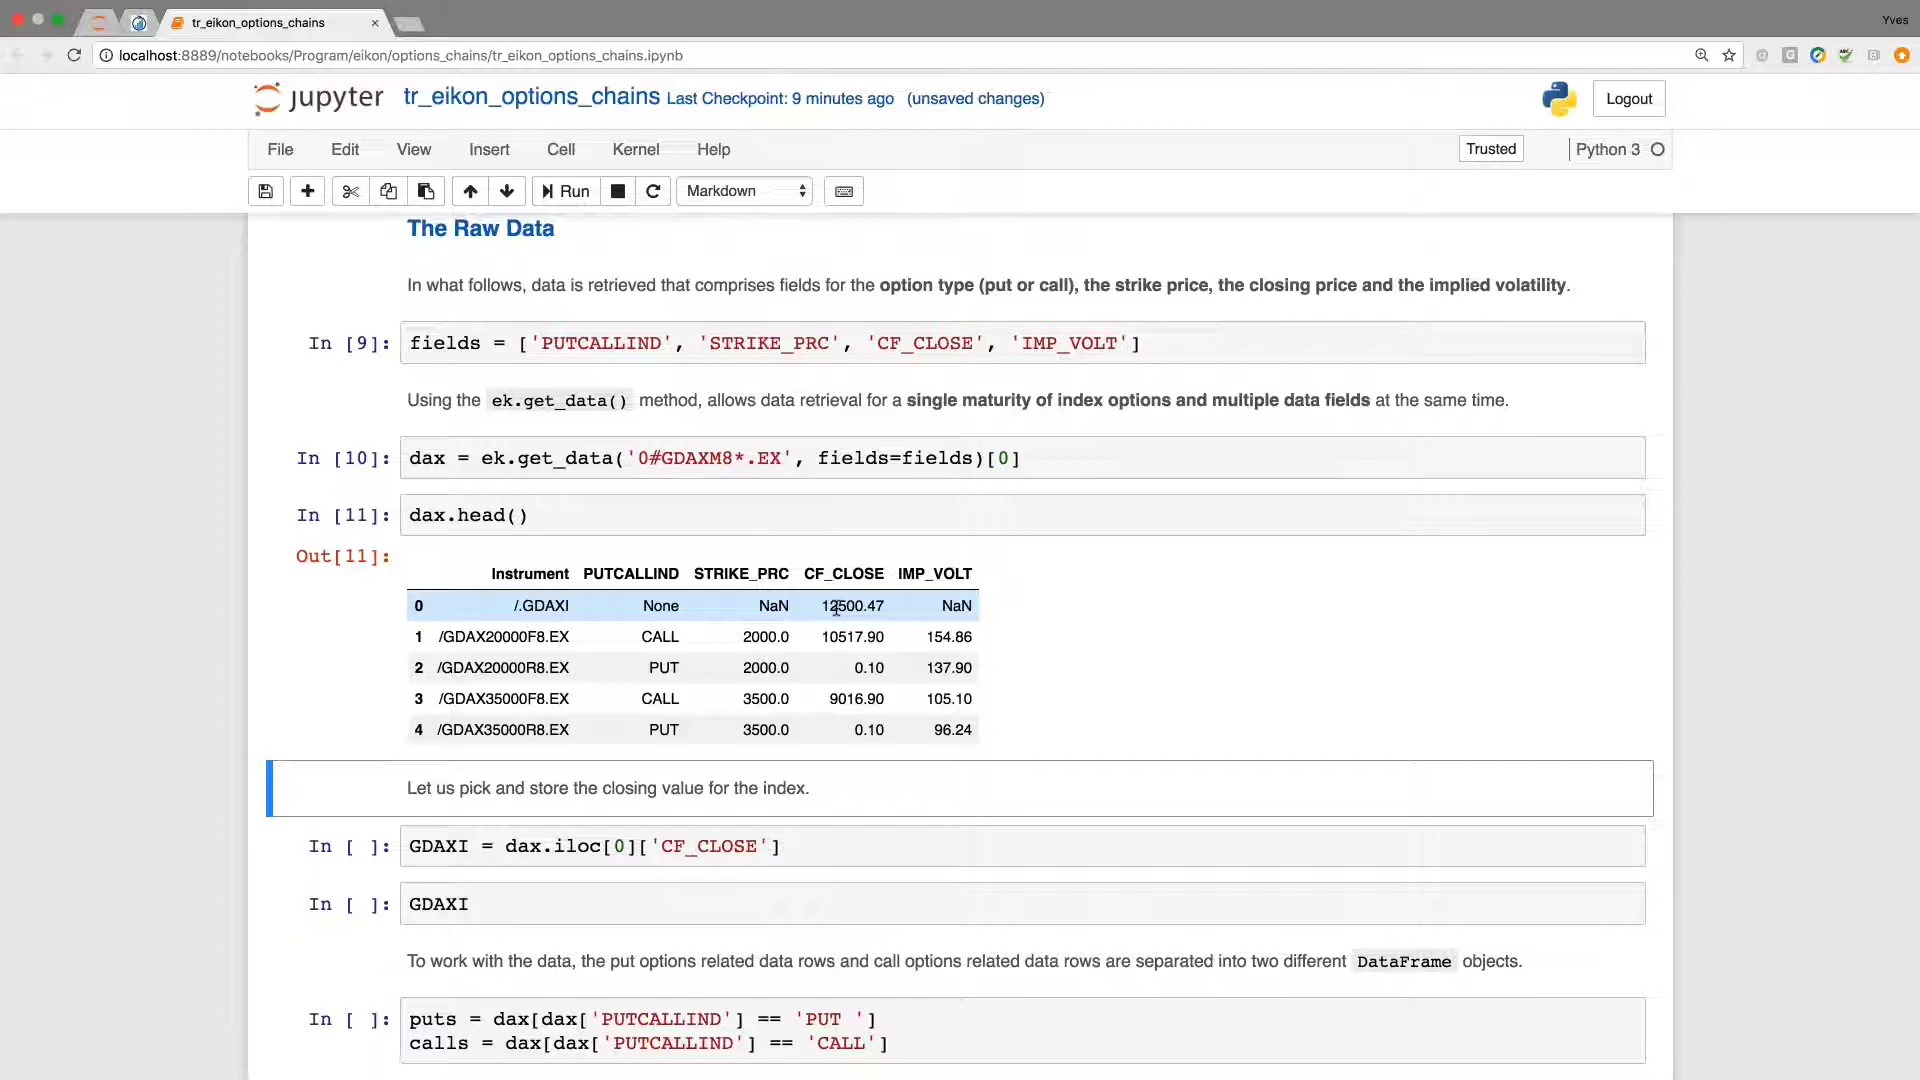 tr_eikon_options_chains
Yves
localhost:8889/notebooks/Program/eikon/options_chains/tr_eikon_options_chains.ipynb
jupyter tr_eikon_options_chains Last Checkpoint: 9 minutes ago (unsaved changes)
Logout
File Edit View Insert Cell Kernel Help
Trusted Python 3
Run Markdown
The Raw Data
In what follows, data is retrieved that comprises fields for the option type (put or call), the strike price, the closing price and the implied volatility.
In [9]: fields = ['PUTCALLIND', 'STRIKE_PRC', 'CF_CLOSE', 'IMP_VOLT']
Using the ek.get_data() method, allows data retrieval for a single maturity of index options and multiple data fields at the same time.
In [10]: dax = ek.get_data('0#GDAXM8*.EX', fields=fields)[0]
In [11]: dax.head()
Out[11]:
Instrument PUTCALLIND STRIKE_PRC CF_CLOSE IMP_VOLT
0 /.GDAXI None NaN 12500.47 NaN
1 /GDAX20000F8.EX CALL 2000.0 10517.90 154.86
2 /GDAX20000R8.EX PUT 2000.0 0.10 137.90
3 /GDAX35000F8.EX CALL 3500.0 9016.90 105.10
4 /GDAX35000R8.EX PUT 3500.0 0.10 96.24
Let us pick and store the closing value for the index.
In [ ]: GDAXI = dax.iloc[0]['CF_CLOSE']
In [ ]: GDAXI
To work with the data, the put options related data rows and call options related data rows are separated into two different DataFrame objects.
In [ ]: puts = dax[dax['PUTCALLIND'] == 'PUT ']
calls = dax[dax['PUTCALLIND'] == 'CALL']